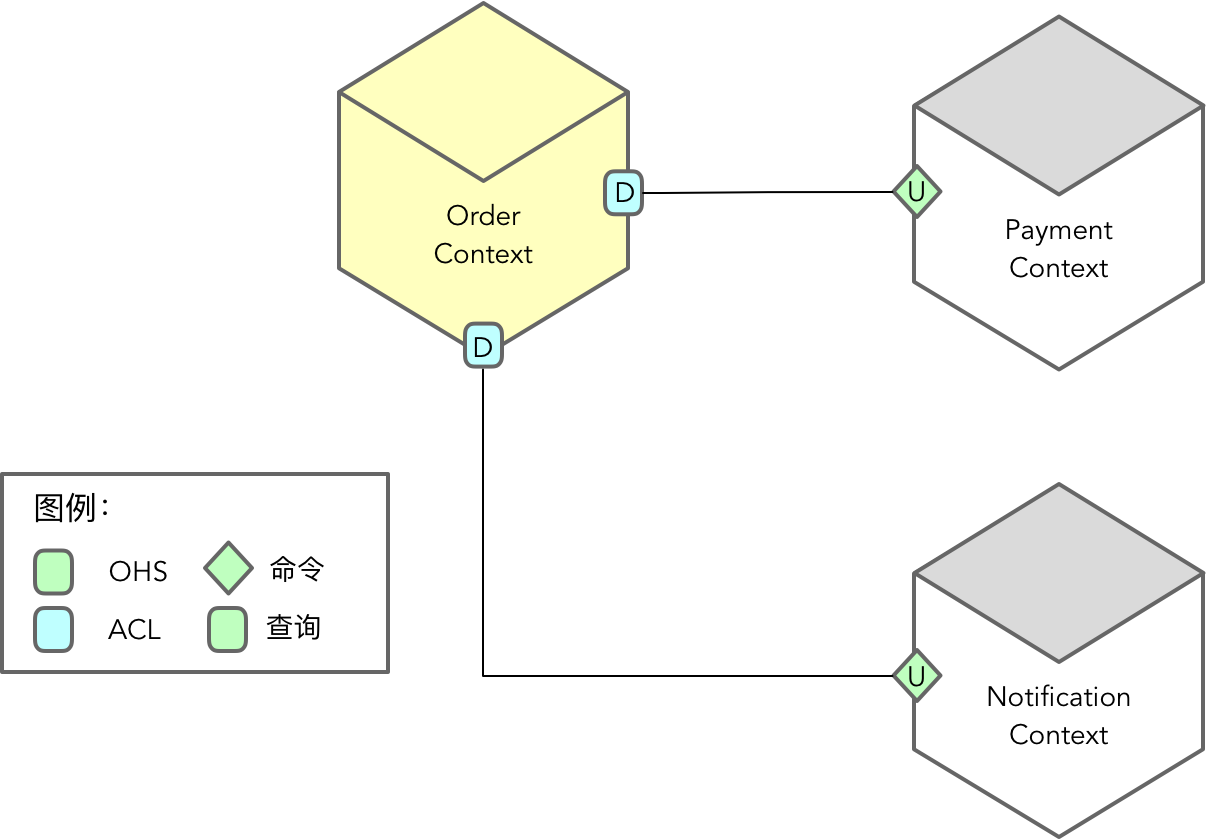 Order
Context
D
U
Payment
Context
D
图例：
OHS
命令
ACL
查询
U
Notification
Context